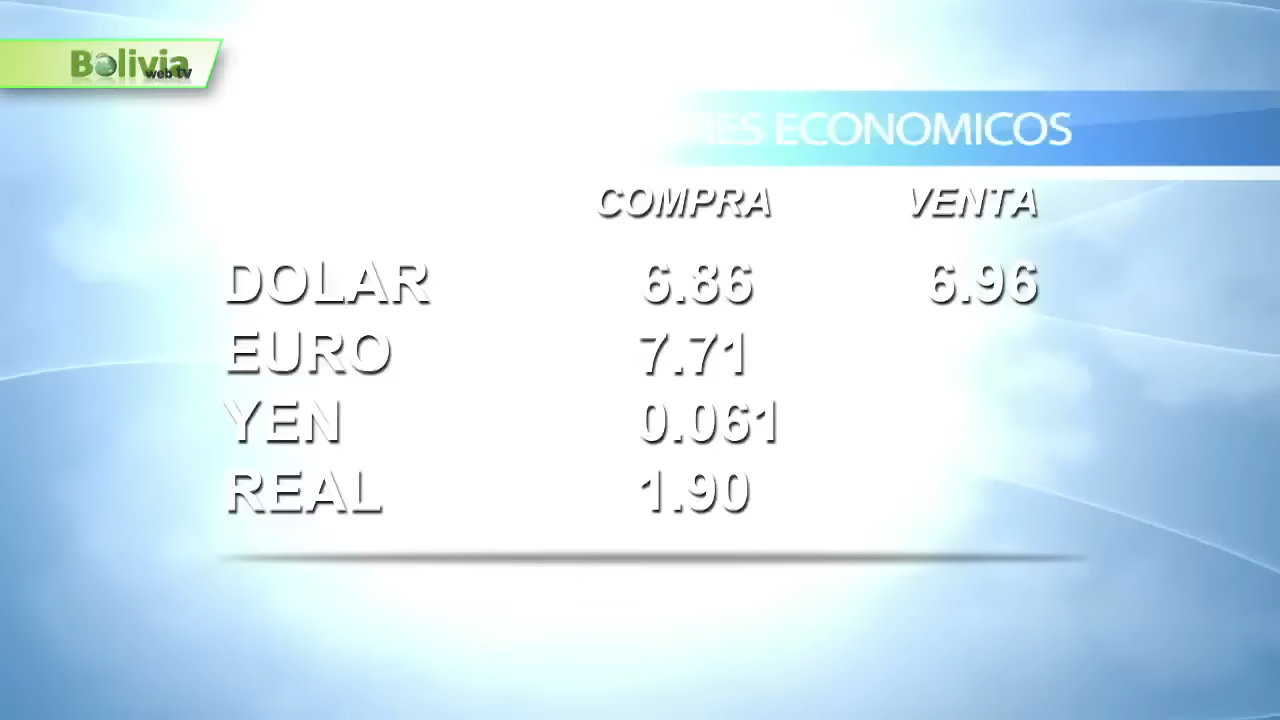 Bolivia
web tv
ECONOMICOS
COMPRA VENTA
DOLAR 6.86 6.96
EURO 7.71
YEN 0.061
REAL 1.90